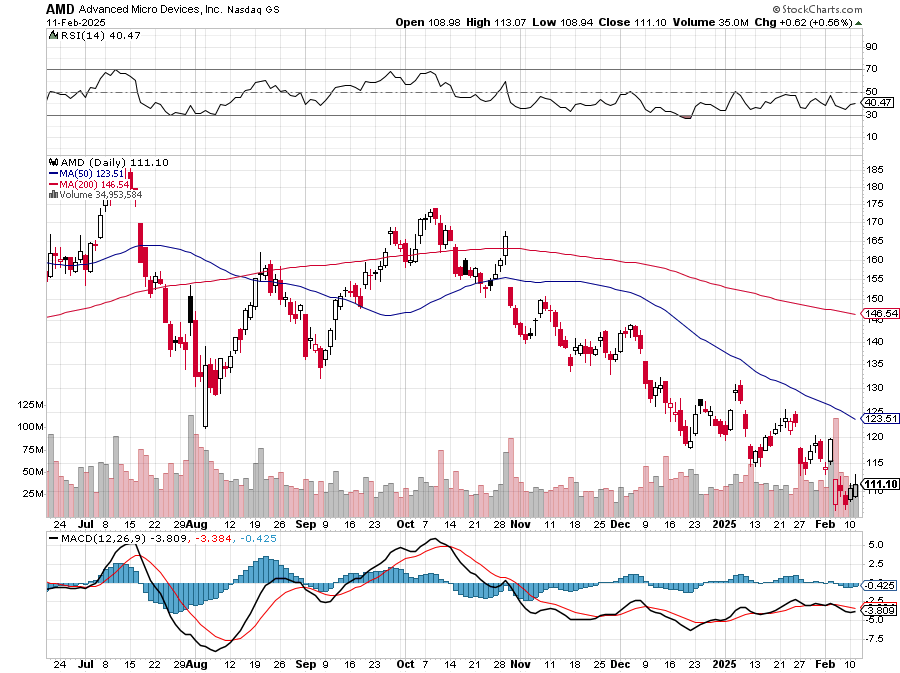 AMD Advanced Micro Devices, Inc. Nasdaq GS © StockCharts.com
11-Feb-2025 Open 108.98 High 113.07 Low 108.94 Close 111.10 Volume 35.0M Chg +0.62 (+0.56%)
RSI(14) 40.47
90
70
50
40.47
30
10
AMD (Daily) 111.10
MA(50) 123.51
MA(200) 146.54
Volume 34,953,584
185
180
175
170
165
160
155
150
146.54
140
135
130
125
123.51
120
115
111.10
110
125M
100M
75M
50M
25M
24 Jul 8 15 22 29 Aug 12 19 26 Sep 9 16 23 Oct 7 14 21 28 Nov 11 18 25 Dec 9 16 23 2025 13 21 27 Feb 10
MACD(12,26,9) -3.809, -3.384, -0.425
5.0
2.5
-0.425
-2.5
-3.809
-5.0
-7.5
24 Jul 8 15 22 29 Aug 12 19 26 Sep 9 16 23 Oct 7 14 21 28 Nov 11 18 25 Dec 9 16 23 2025 13 21 27 Feb 10